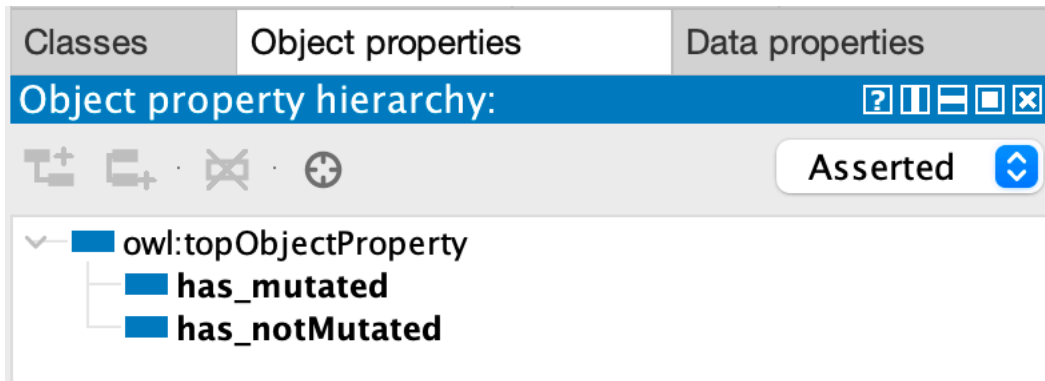 Classes Object properties Data properties
Object property hierarchy:
Asserted
owl:topObjectProperty
has_mutated
has_notMutated